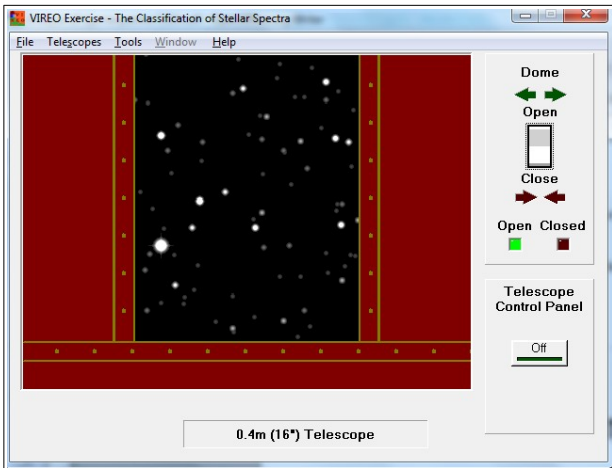 VIREO Exercise - The Classification of Stellar Spectra
File Telescopes Tools Window Help
Dome
Open
Close
Open Closed
Telescope
Control Panel
Off
0.4m (16") Telescope